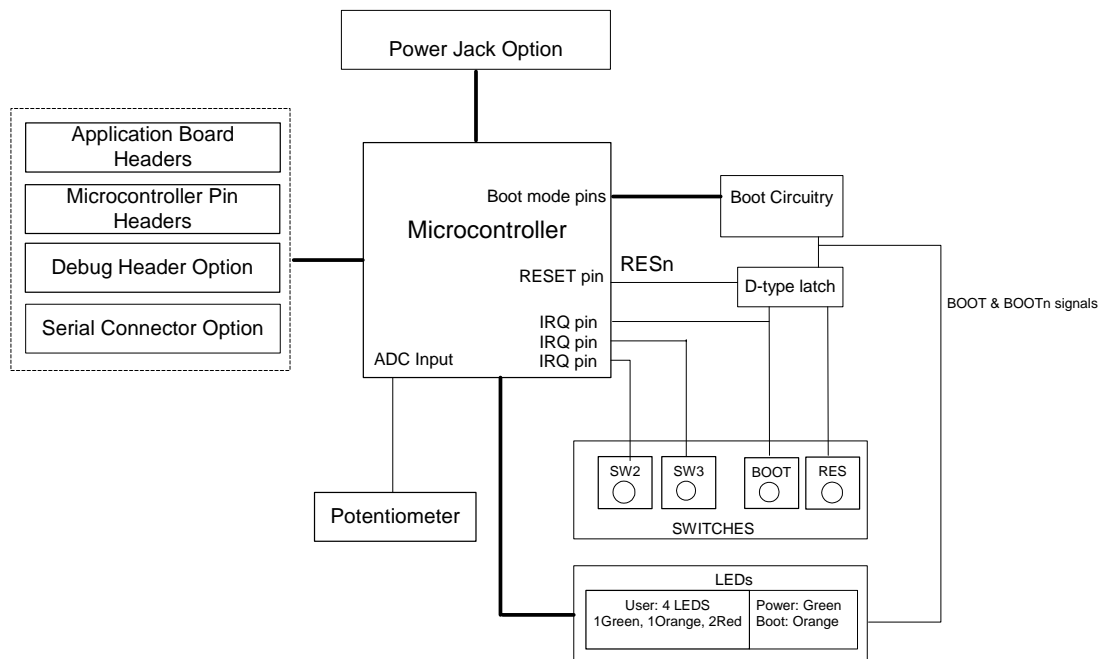 Power Jack Option
Application Board
Headers
Microcontroller Pin
Headers
Debug Header Option
Serial Connector Option
Boot mode pins
Microcontroller
RESET pin
IRQ pin
IRQ pin
IRQ pin
ADC Input
RESn
Boot Circuitry
D-type latch
BOOT & BOOTn signals
Potentiometer
SW2
SW3
BOOT
RES
SWITCHES
LEDs
User: 4 LEDS
1Green, 1Orange, 2Red
Power: Green
Boot: Orange